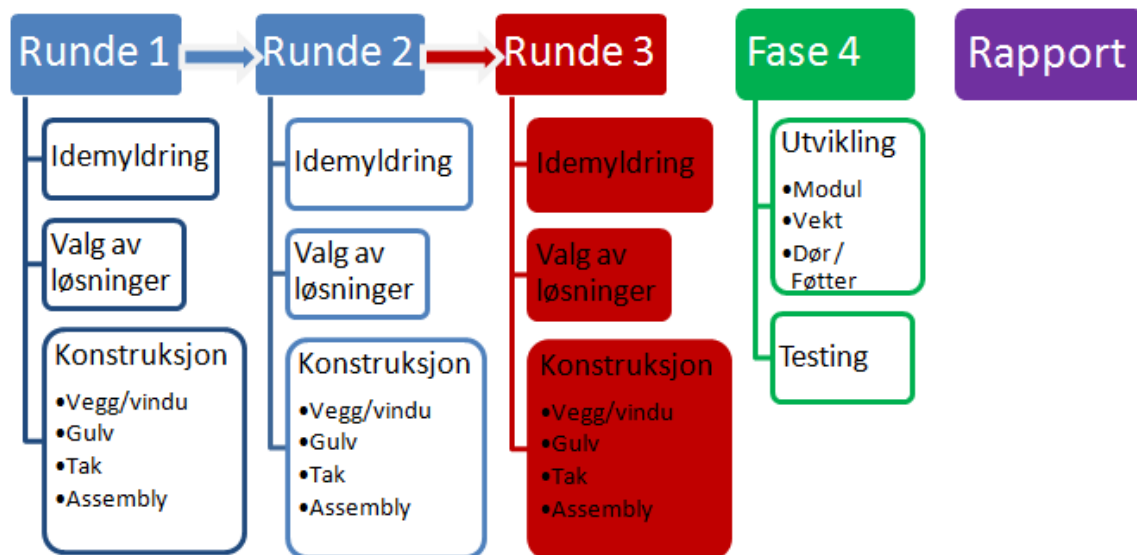 Runde 1
Idemyldring
Valg av
løsninger
Konstruksjon
•Vegg/vindu
•Gulv
•Tak
•Assembly
Runde 2
Idemyldring
Valg av
løsninger
Konstruksjon
•Vegg/vindu
•Gulv
•Tak
•Assembly
Runde 3
Idemyldring
Valg av
løsninger
Konstruksjon
•Vegg/vindu
•Gulv
•Tak
•Assembly
Fase 4
Utvikling
•Modul
•Vekt
•Dør/
Føtter
Testing
Rapport